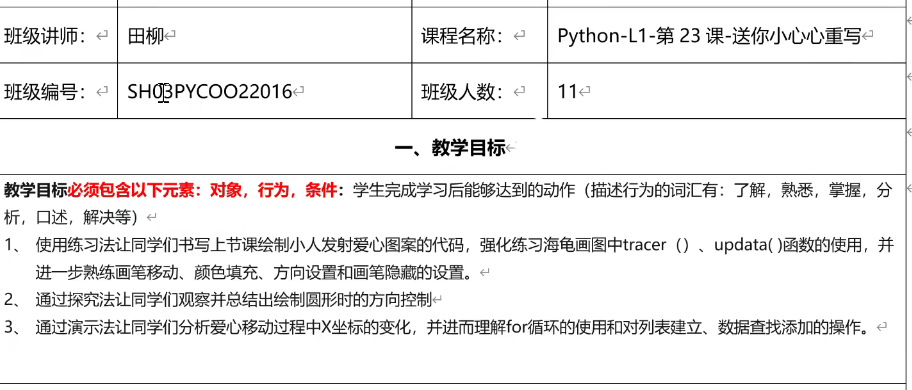 班级讲师： 田柳 课程名称： Python-L1-第 23 课-送你小心心重写
班级编号： SH03PYCOO22016 班级人数： 11
一、教学目标
教学目标必须包含以下元素：对象，行为，条件：学生完成学习后能够达到的动作（描述行为的词汇有：了解，熟悉，掌握，分
析，口述，解决等）
1、 使用练习法让同学们书写上节课绘制小人发射爱心图案的代码，强化练习海龟画图中tracer（）、updata( )函数的使用，并
进一步熟练画笔移动、颜色填充、方向设置和画笔隐藏的设置。
2、 通过探究法让同学们观察并总结出绘制圆形时的方向控制
3、 通过演示法让同学们分析爱心移动过程中X坐标的变化，并进而理解for循环的使用和对列表建立、数据查找添加的操作。